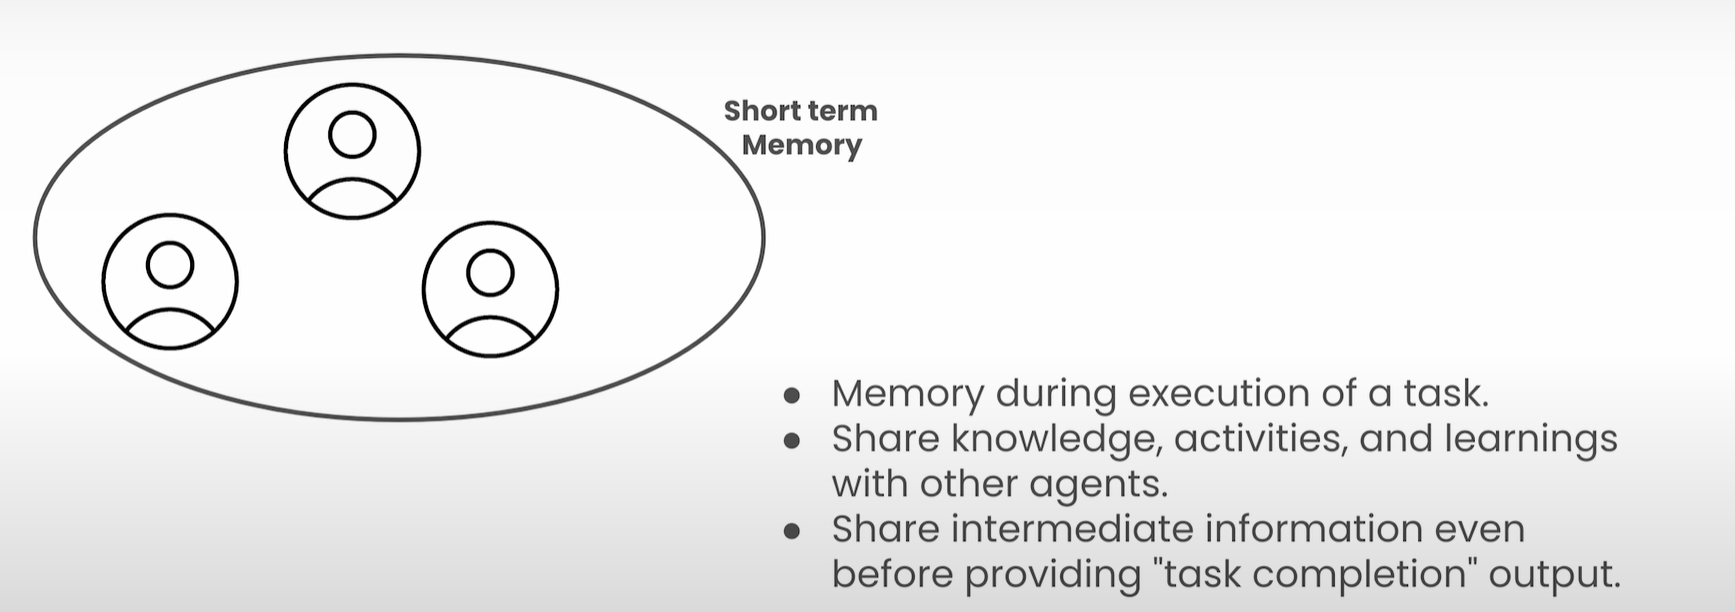 Short term
Memory
● Memory during execution of a task.
● Share knowledge, activities, and learnings
with other agents.
● Share intermediate information even
before providing "task completion" output.